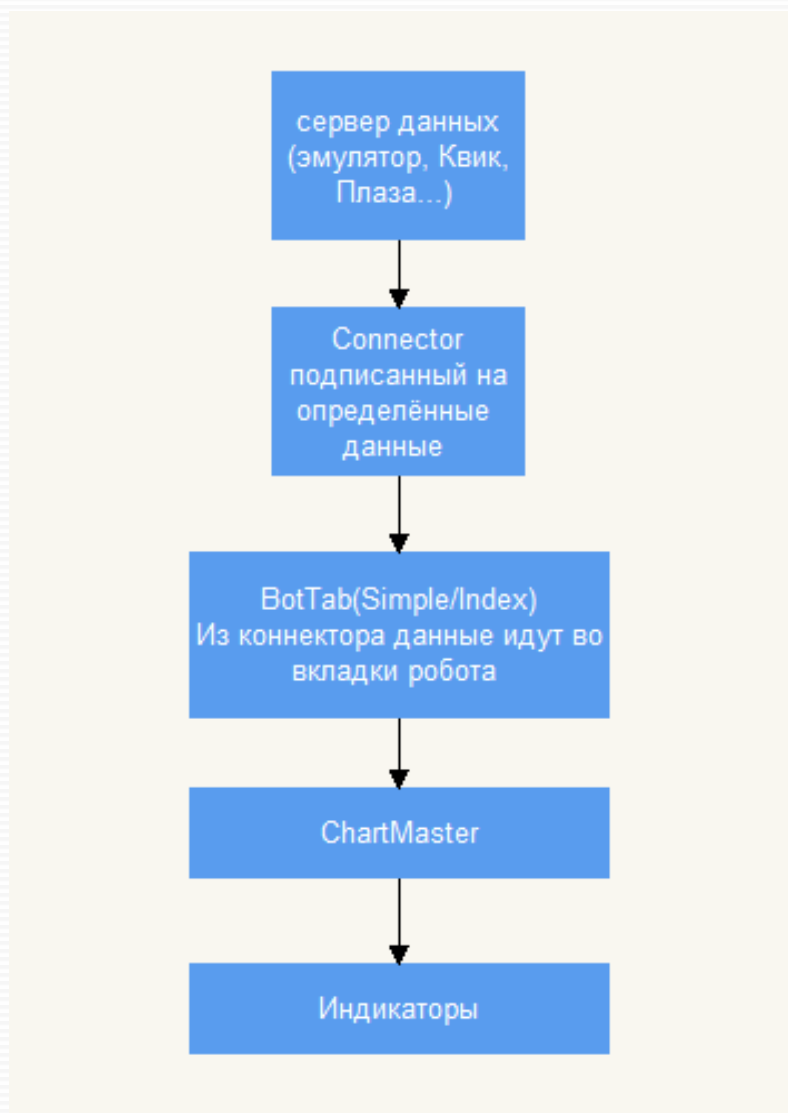 сервер данных
(эмулятор, Квик,
Плаза...)
Connector
подписанный на
определённые
данные
BotTab(Simple/Index)
Из коннектора данные идут во
вкладки робота
ChartMaster
Индикаторы